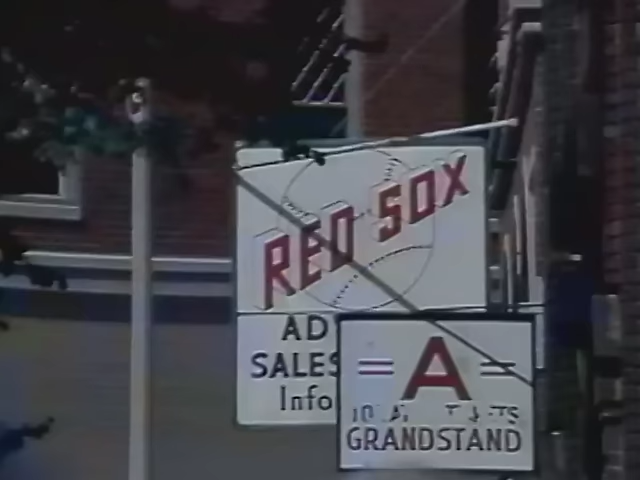 RED SOX
AD
SALES
Info
A
GRANDSTAND